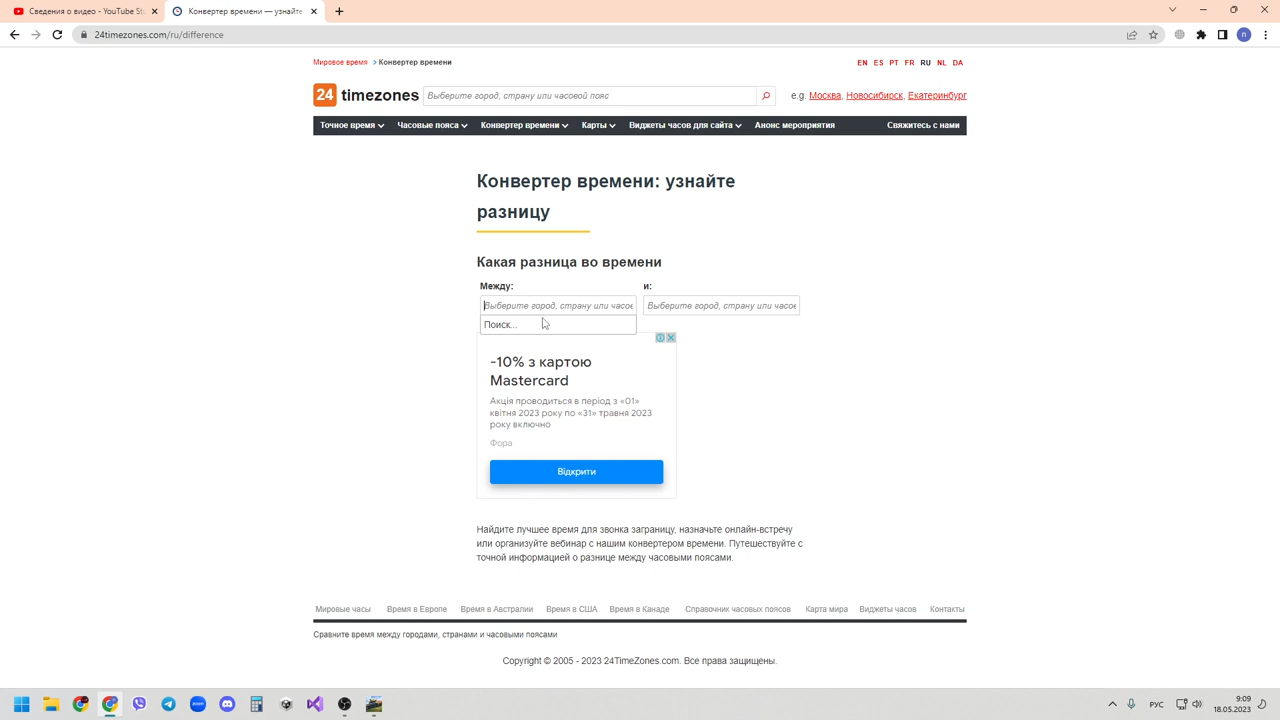 Сведения о видео - YouTube St
Конвертер времени — узнайте
24timezones.com/ru/difference
п
Мировое время > Конвертер времени
EN ES PT FR RU NL DA
24 timezones
Выберите город, страну или часовой пояс
e.g. Москва, Новосибирск, Екатеринбург
Точное время Часовые пояса Конвертер времени Карты Виджеты часов для сайта Анонс мероприятия Свяжитесь с нами
Конвертер времени: узнайте
разницу
Какая разница во времени
Между: и:
Выберите город, страну или часов Выберите город, страну или часов
Поиск...
-10% з картою
Mastercard
Акція проводиться в період з «01»
квітня 2023 року по «31» травня 2023
року включно
Фора
Відкрити
Найдите лучшее время для звонка заграницу, назначьте онлайн-встречу
или организуйте вебинар с нашим конвертером времени. Путешествуйте с
точной информацией о разнице между часовыми поясами.
Мировые часы Время в Европе Время в Австралии Время в США Время в Канаде Справочник часовых поясов Карта мира Виджеты часов Контакты
Сравните время между городами, странами и часовыми поясами
Copyright © 2005 - 2023 24TimeZones.com. Все права защищены.
zoom
РУС
9:09
18.05.2023